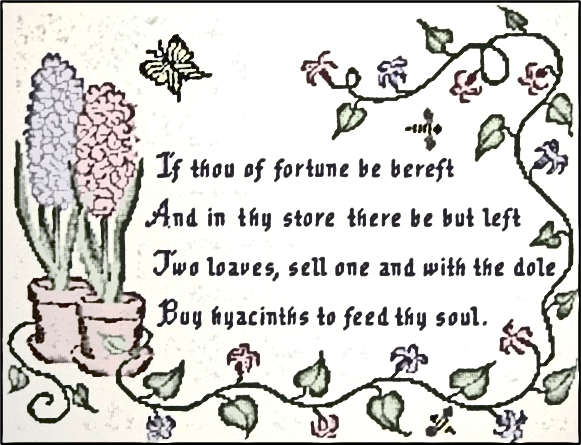 If thou of fortune be bereft
And in thy store there be but left
Two loaves, sell one and with the dole
Buy hyacinths to feed thy soul.